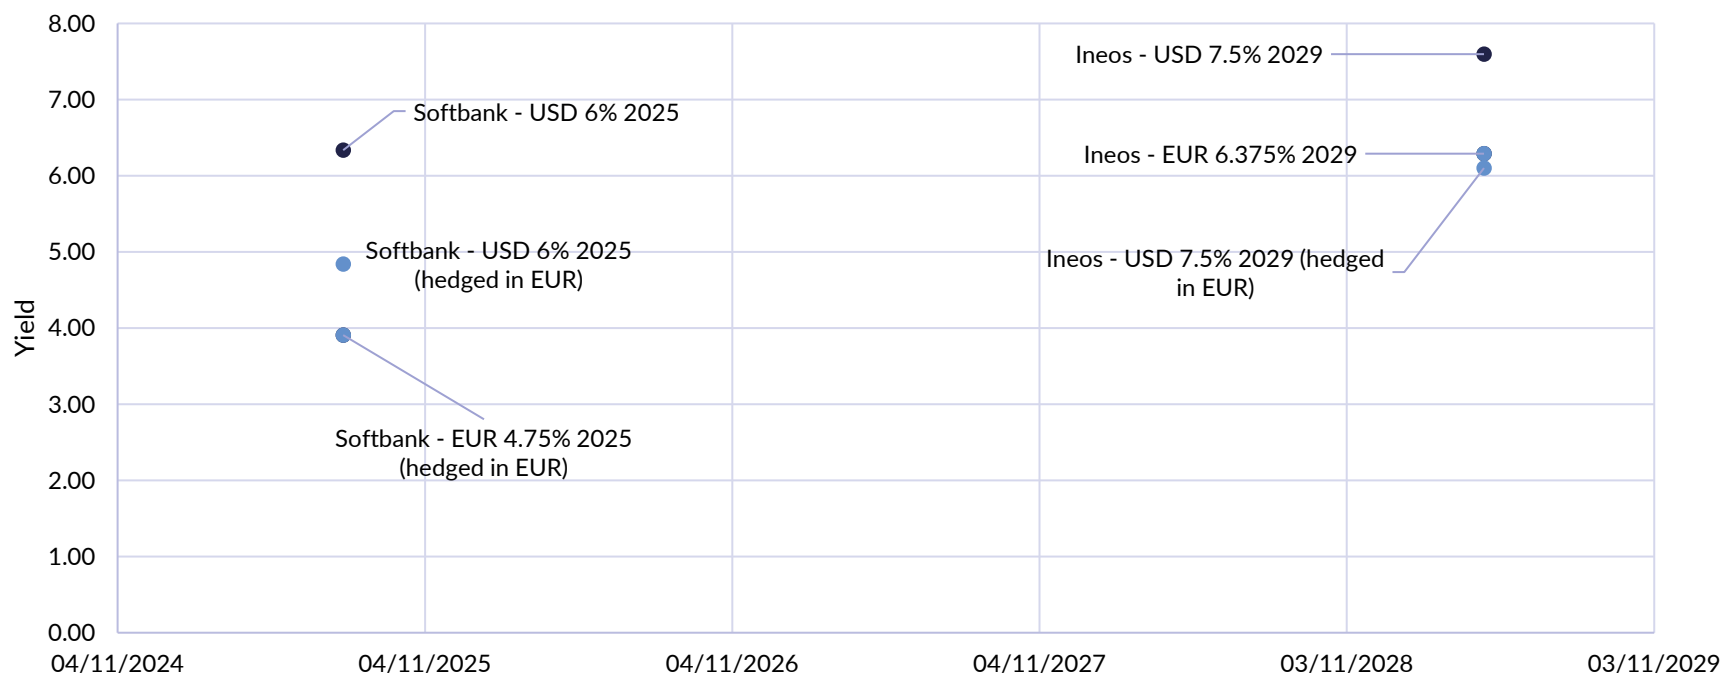 8.00
7.00
6.00
5.00
4.00
3.00
2.00
1.00
0.00
Yield
04/11/2024
04/11/2025
04/11/2026
04/11/2027
03/11/2028
03/11/2029
Softbank - USD 6% 2025
Softbank - USD 6% 2025
(hedged in EUR)
Softbank - EUR 4.75% 2025
(hedged in EUR)
Ineos - USD 7.5% 2029
Ineos - EUR 6.375% 2029
Ineos - USD 7.5% 2029 (hedged
in EUR)